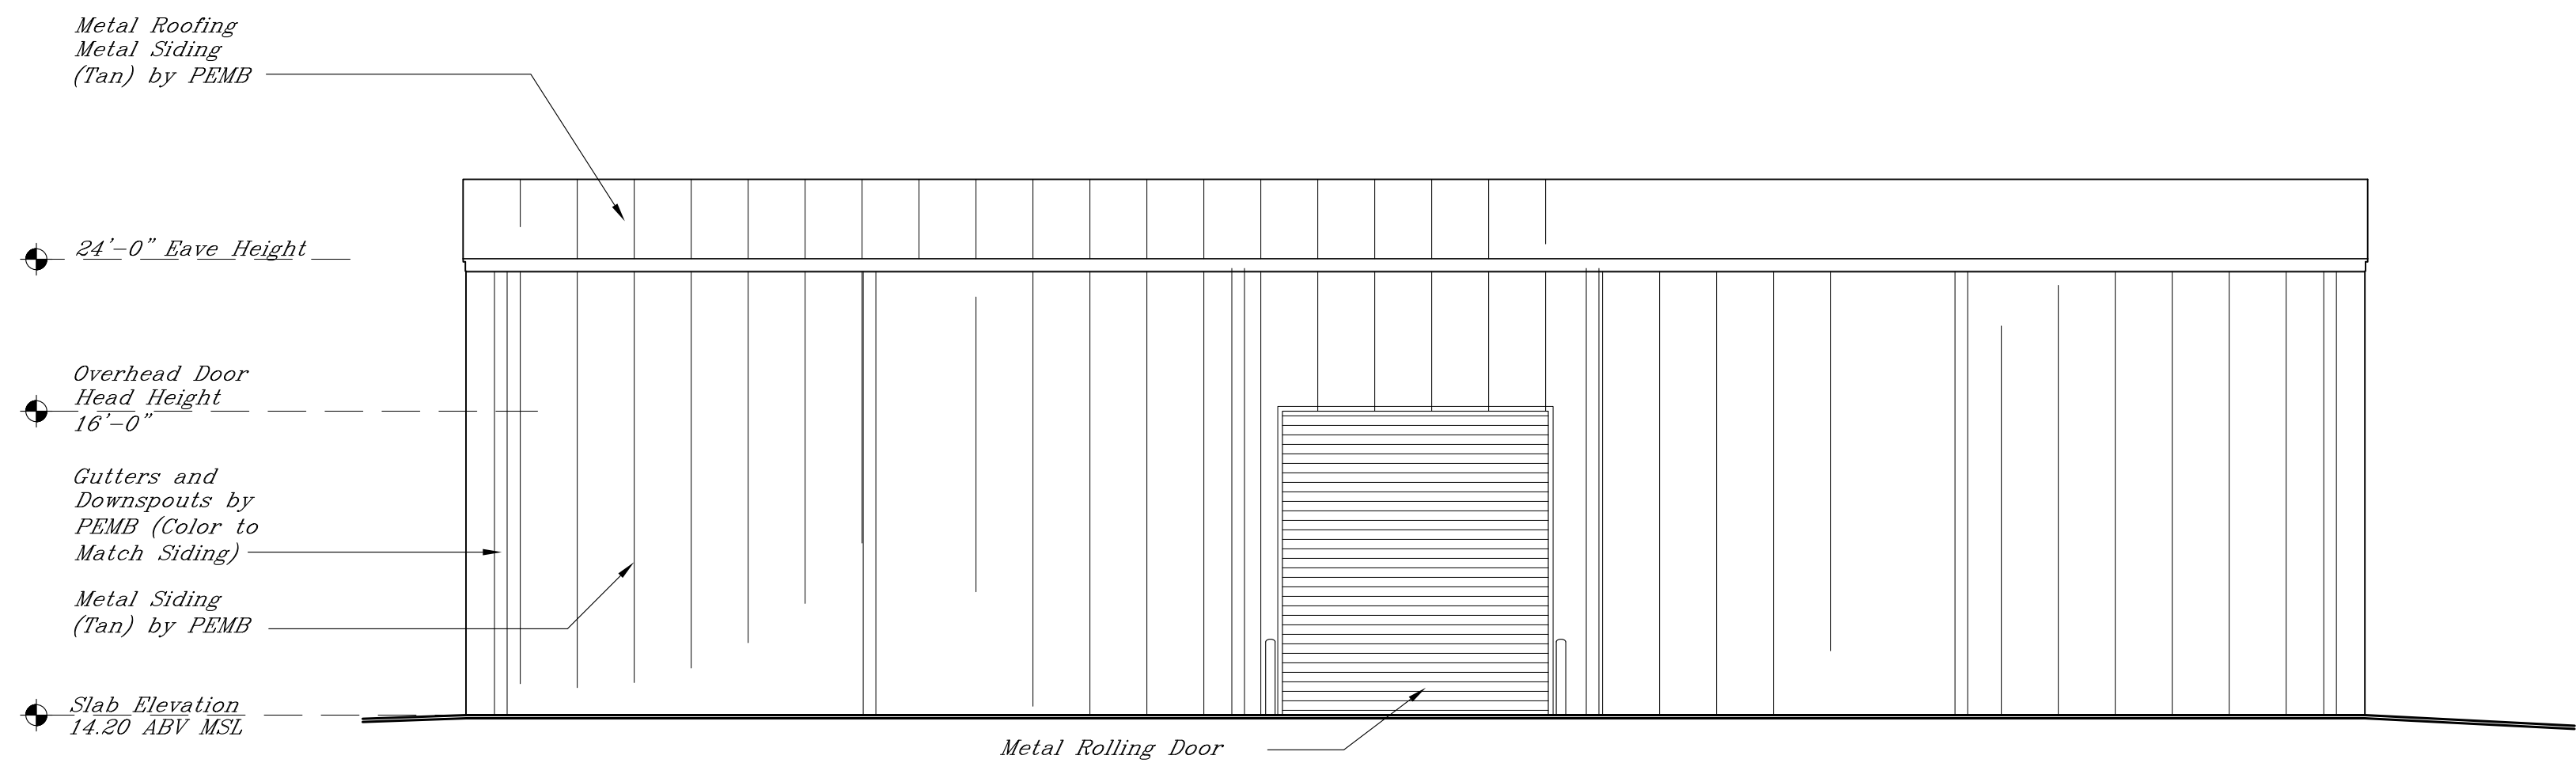 Metal Roofing
Metal Siding
(Tan) by PEMB
24'-0" Eave Height
Overhead Door
Head Height
16'-0"
Gutters and
Downspouts by
PEMB (Color to
Match Siding)
Metal Siding
(Tan) by PEMB
Slab Elevation
14.20 ABV MSL
Metal Rolling Door